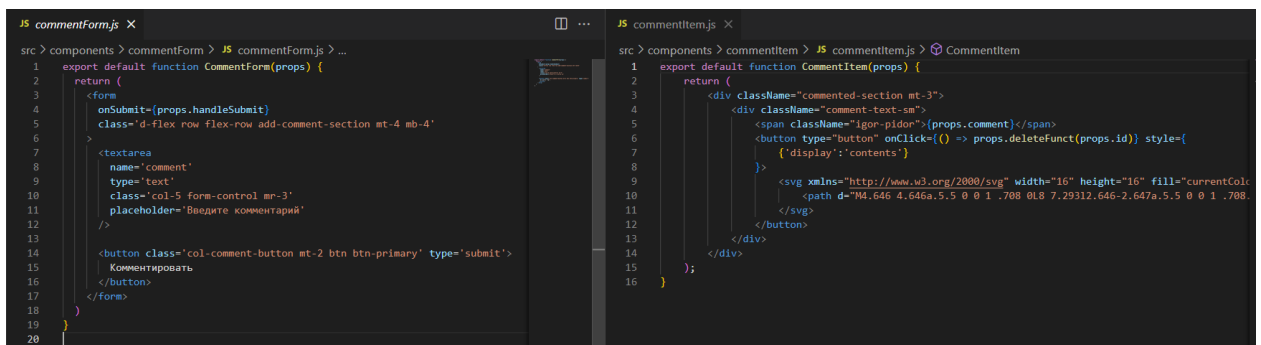 JS commentForm.js ×
src > components > commentForm > JS commentForm.js > ...
1 export default function CommentForm(props) {
2 return (
3 <form
4 onSubmit={props.handleSubmit}
5 class='d-flex row flex-row add-comment-section mt-4 mb-4'
6 >
7 <textarea
8 name='comment'
9 type='text'
10 class='col-5 form-control mr-3'
11 placeholder='Введите комментарий'
12 />
13
14 <button class='col-comment-button mt-2 btn btn-primary' type='submit'>
15 Комментировать
16 </button>
17 </form>
18 )
19 }
20
JS commentItem.js ×
src > components > commentItem > JS commentItem.js > CommentItem
1 export default function CommentItem(props) {
2 return (
3 <div className="commented-section mt-3">
4 <div className="comment-text-sm">
5 <span className="igor-pidor">{props.comment}</span>
6 <button type="button" onClick={() => props.deleteFunct(props.id)} style={
7 {'display':'contents'}
8 }>
9 <svg xmlns="http://www.w3.org/2000/svg" width="16" height="16" fill="currentColo
10 <path d="M4.646 4.646a.5.5 0 0 1 .708 0L8 7.293l2.646-2.647a.5.5 0 0 1 .708.
11 </svg>
12 </button>
13 </div>
14 </div>
15 );
16 }